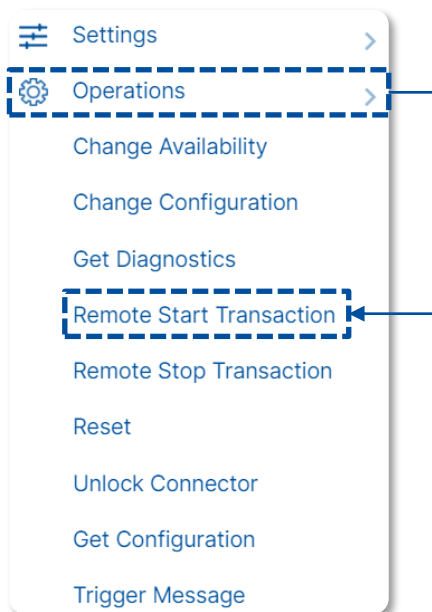 Settings
Operations
Change Availability
Change Configuration
Get Diagnostics
Remote Start Transaction
Remote Stop Transaction
Reset
Unlock Connector
Get Configuration
Trigger Message